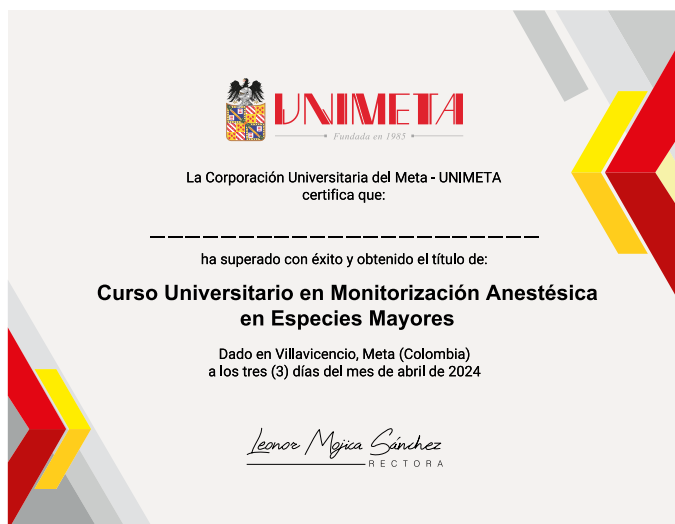 UNIMETA
Fundada en 1985
La Corporación Universitaria del Meta - UNIMETA
certifica que:
ha superado con éxito y obtenido el título de:
Curso Universitario en Monitorización Anestésica
en Especies Mayores
Dado en Villavicencio, Meta (Colombia)
a los tres (3) días del mes de abril de 2024
Leonor Mojica Sánchez
RECTORA